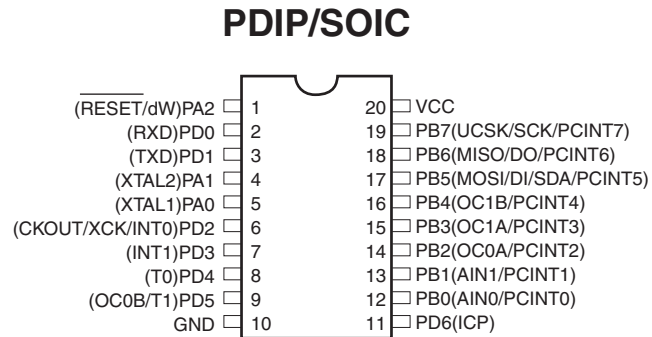 PDIP/SOIC
(RESET/dW)PA2 1 20 VCC
(RXD)PD0 2 19 PB7(UCSK/SCK/PCINT7)
(TXD)PD1 3 18 PB6(MISO/DO/PCINT6)
(XTAL2)PA1 4 17 PB5(MOSI/DI/SDA/PCINT5)
(XTAL1)PA0 5 16 PB4(OC1B/PCINT4)
(CKOUT/XCK/INT0)PD2 6 15 PB3(OC1A/PCINT3)
(INT1)PD3 7 14 PB2(OC0A/PCINT2)
(T0)PD4 8 13 PB1(AIN1/PCINT1)
(OC0B/T1)PD5 9 12 PB0(AIN0/PCINT0)
GND 10 11 PD6(ICP)